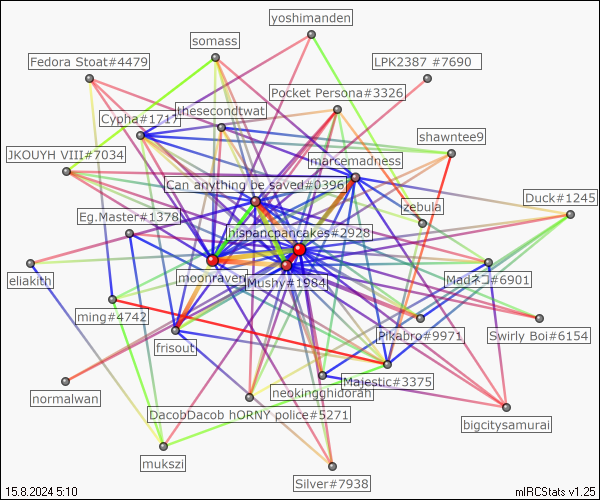 yoshimanden
somass
Fedora Stoat#4479
LPK2387 #7690
Pocket Persona#3326
thesecondtwat
Cypha#1717
shawntee9
JKOUYH VIII#7034
marcemadness
Can anything be saved#0396
Duck#1245
zebula
Eg.Master#1378
hispancpancakes#2928
eliakith
moonraven
Mushy#1984
Madネコ#6901
ming#4742
Pikabro#9971
Swirly Boi#6154
frisout
Majestic#3375
normalwan
neokingghidorah
DacobDacob hORNY police#5271
bigcitysamurai
mukszi
Silver#7938
15.8.2024 5:10
mIRCStats v1.25